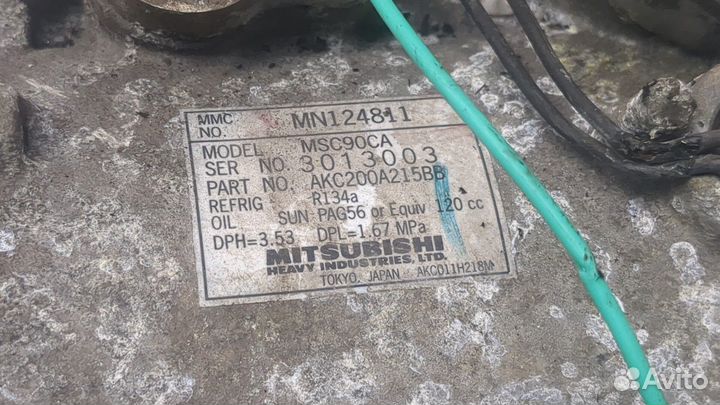 MMC
NO. MN124811
MODEL MSC90CA
SER NO. 3013003
PART NO. AKC200A215BB
REFRIG R134a
OIL SUN PAG56 or Equiv 120 cc
DPH=3.53 DPL=1.67 MPa
MITSUBISHI
HEAVY INDUSTRIES, LTD.
TOKYO, JAPAN AKC011H218M
Avito